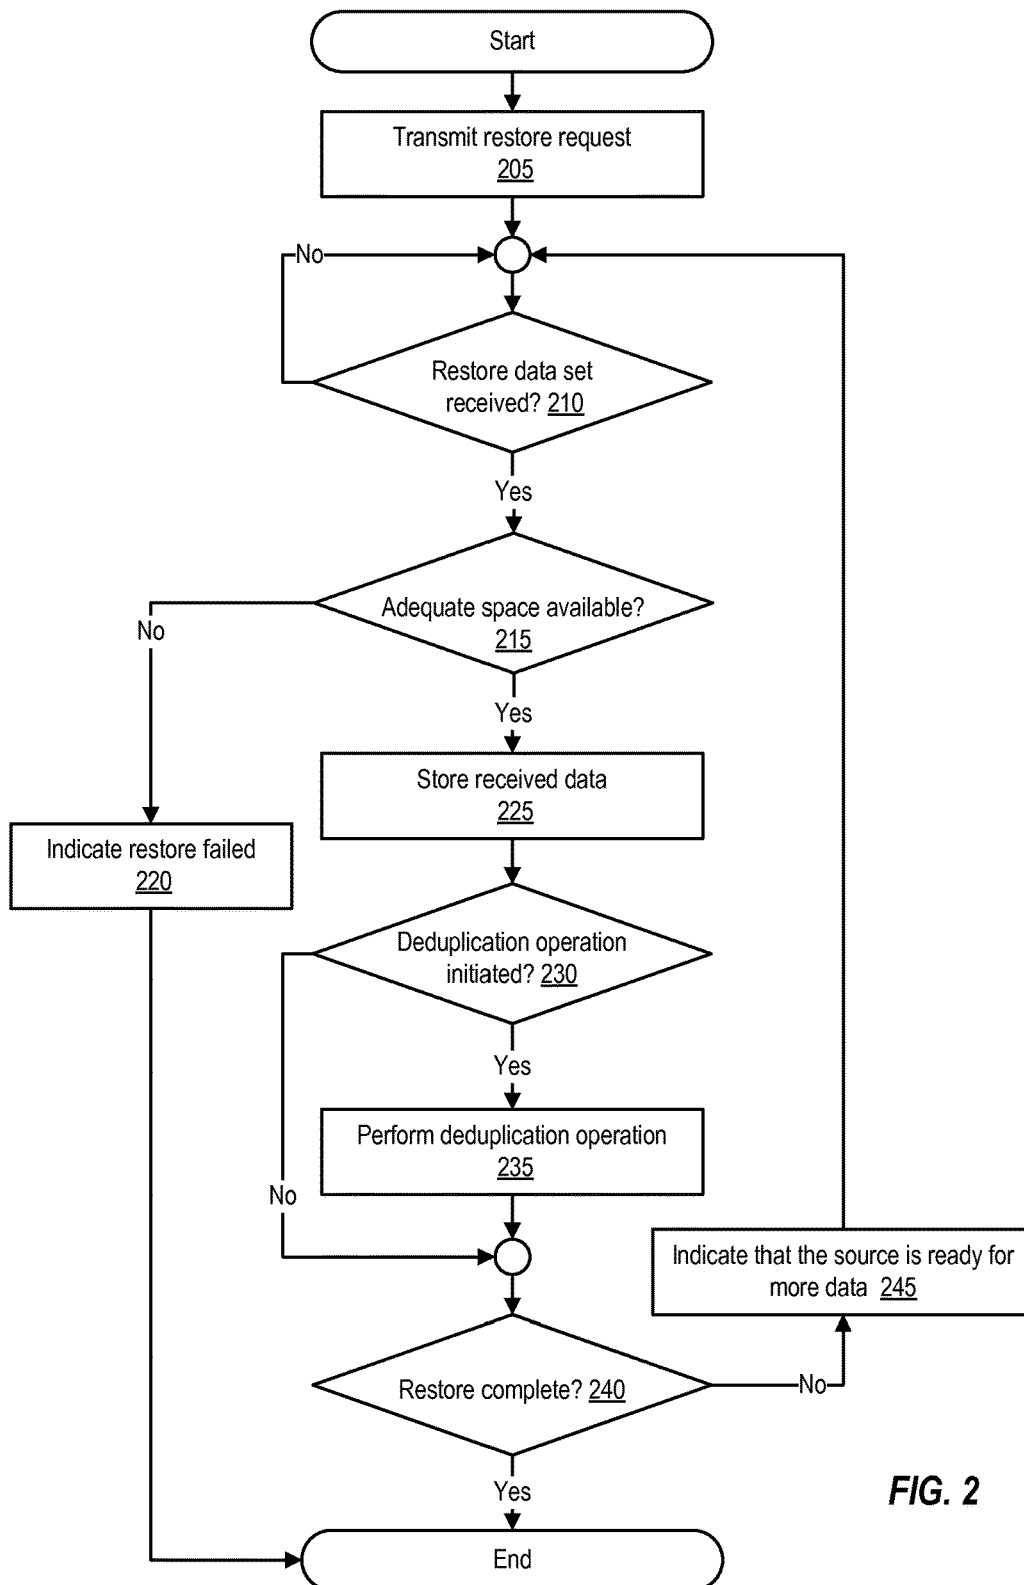 Start
Transmit restore request
205
No
Restore data set
received? 210
Yes
Adequate space available?
215
No
Yes
Store received data
225
Indicate restore failed
220
Deduplication operation
initiated? 230
Yes
Perform deduplication operation
235
No
Indicate that the source is ready for
more data 245
Restore complete? 240
No
Yes
FIG. 2
End